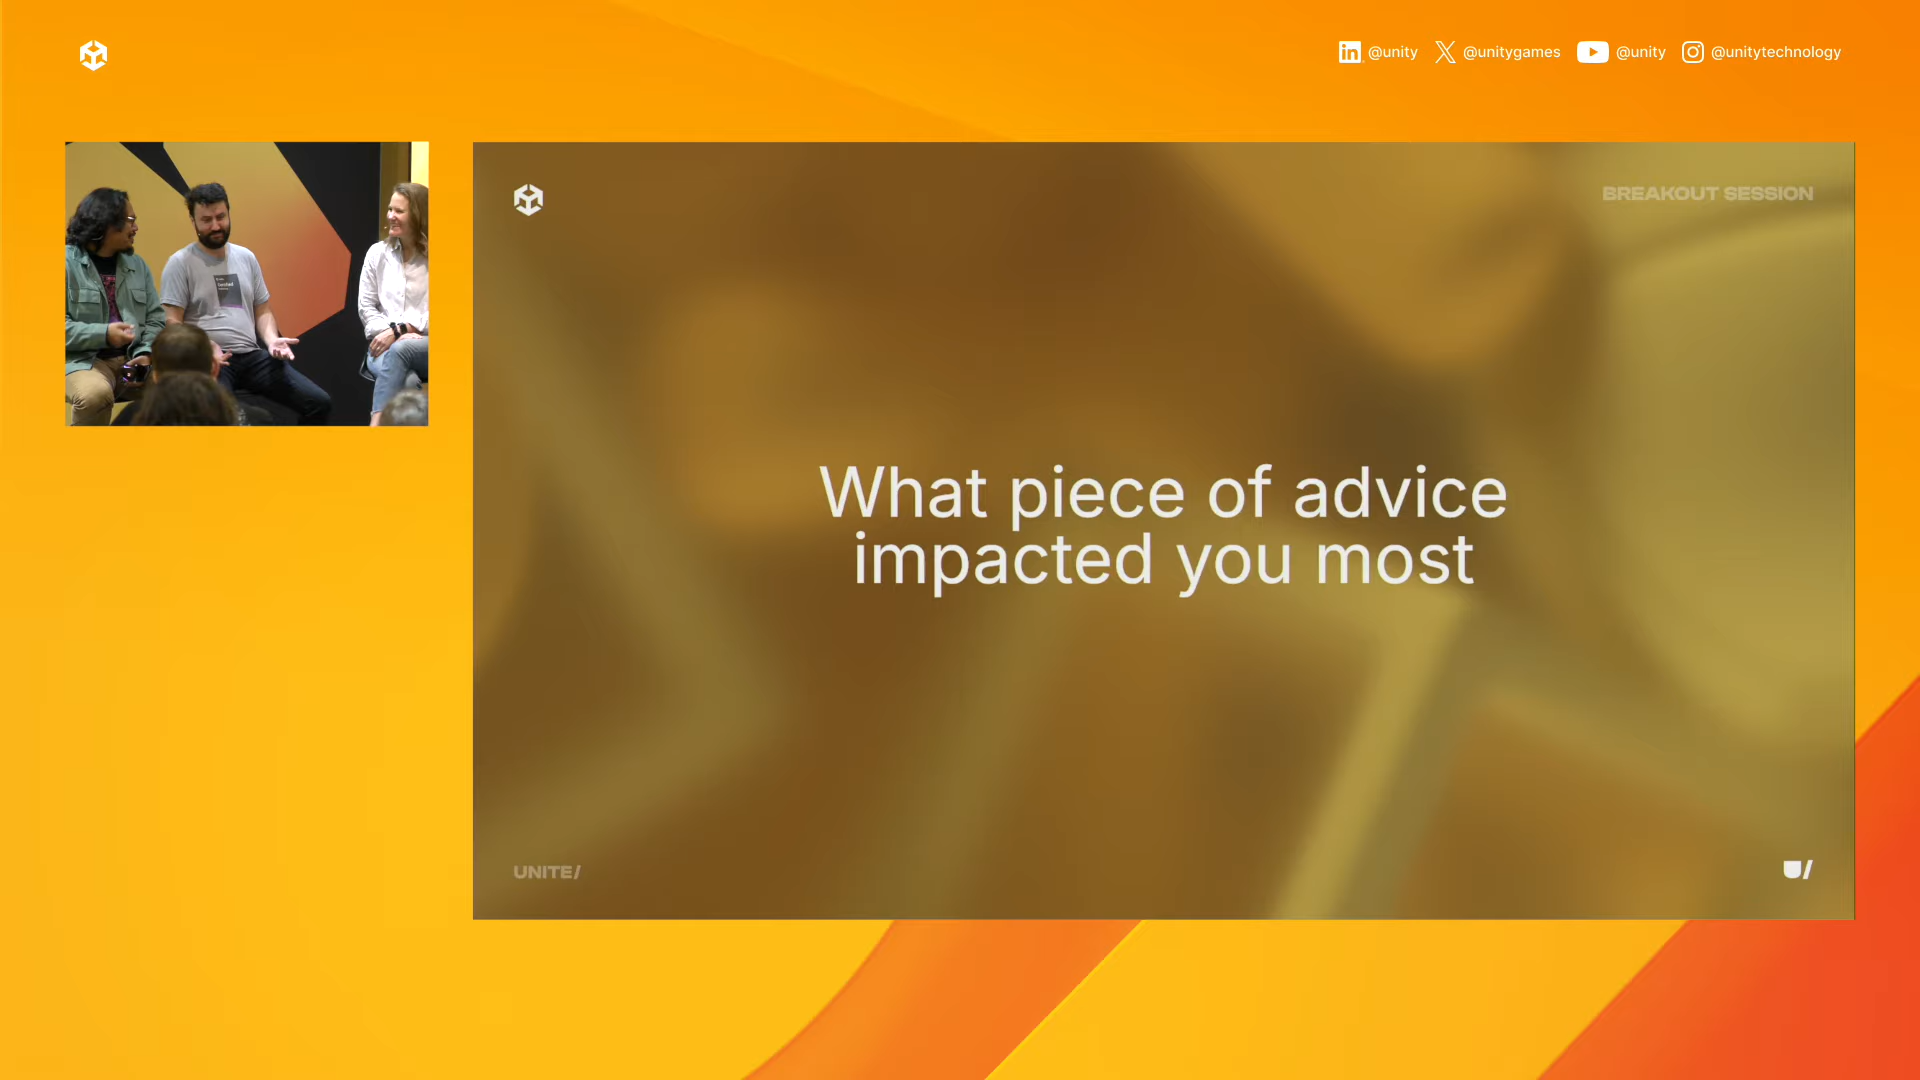 @unity
@unitygames
@unity
@unitytechnology
BREAKOUT SESSION
What piece of advice
impacted you most
UNITE/
U/